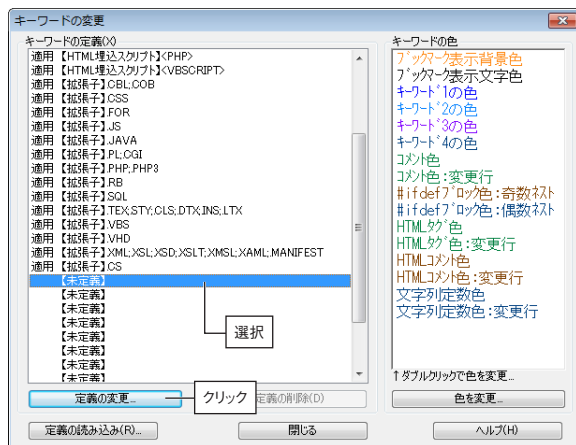 キーワードの変更
キーワードの定義(X)
適用 【HTML埋込スクリプト】<PHP>
適用 【HTML埋込スクリプト】<VBSCRIPT>
適用 【拡張子】.CBL;.COB
適用 【拡張子】.CSS
適用 【拡張子】.FOR
適用 【拡張子】.JS
適用 【拡張子】.JAVA
適用 【拡張子】.PL;.CGI
適用 【拡張子】.PHP;.PHP3
適用 【拡張子】.RB
適用 【拡張子】.SQL
適用 【拡張子】.TEX;.STY;.CLS;.DTX;.INS;.LTX
適用 【拡張子】.VBS
適用 【拡張子】.VHD
適用 【拡張子】.XML;.XSL;.XSD;.XSLT;.XMSL;.XAML;.MANIFEST
適用 【拡張子】.CS
【未定義】
【未定義】
【未定義】
【未定義】
【未定義】
【未定義】
【未定義】
【未定義】
選択
定義の変更...
クリック
定義の削除(D)
キーワードの色
ブックマーク表示背景色
ブックマーク表示文字色
キーワード1の色
キーワード2の色
キーワード3の色
キーワード4の色
コメント色
コメント色:変更行
#ifdefブロック色:奇数ネスト
#ifdefブロック色:偶数ネスト
HTMLタグ色
HTMLタグ色:変更行
HTMLコメント色
HTMLコメント色:変更行
文字列定数色
文字列定数色:変更行
↑ダブルクリックで色を変更...
色を変更...
定義の読み込み(R)...
閉じる
ヘルプ(H)